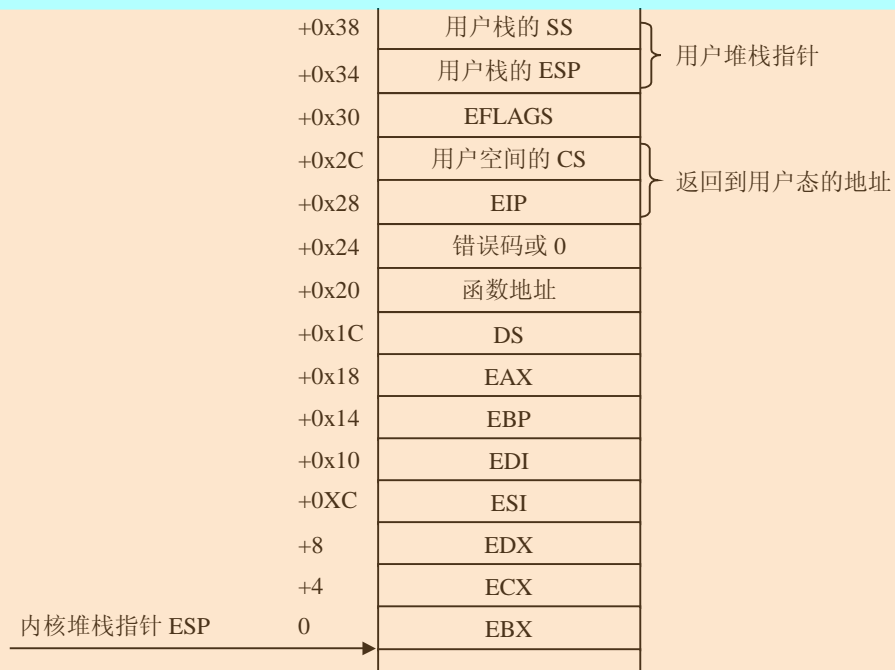 +0x38 用户栈的 SS
用户堆栈指针
+0x34 用户栈的 ESP
+0x30 EFLAGS
+0x2C 用户空间的 CS
返回到用户态的地址
+0x28 EIP
+0x24 错误码或 0
+0x20 函数地址
+0x1C DS
+0x18 EAX
+0x14 EBP
+0x10 EDI
+0XC ESI
+8 EDX
+4 ECX
内核堆栈指针 ESP 0 EBX